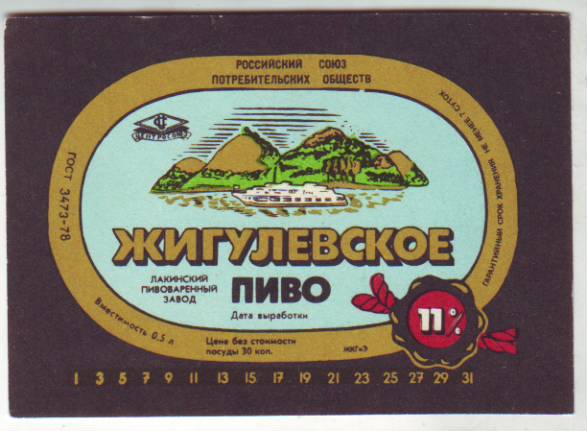 РОССИЙСКИЙ СОЮЗ
ПОТРЕБИТЕЛЬСКИХ ОБЩЕСТВ
ЦЕНТРОСОЮЗ
ГОСТ 3473-78
ГАРАНТИЙНЫЙ СРОК ХРАНЕНИЯ НЕ МЕНЕЕ 7 СУТОК
ЖИГУЛЕВСКОЕ
ЛАКИНСКИЙ
ПИВОВАРЕННЫЙ
ЗАВОД
ПИВО
Дата выработки
11%
Вместимость 0,5 л
Цена без стоимости
посуды 30 коп.
1 3 5 7 9 11 13 15 17 19 21 23 25 27 29 31